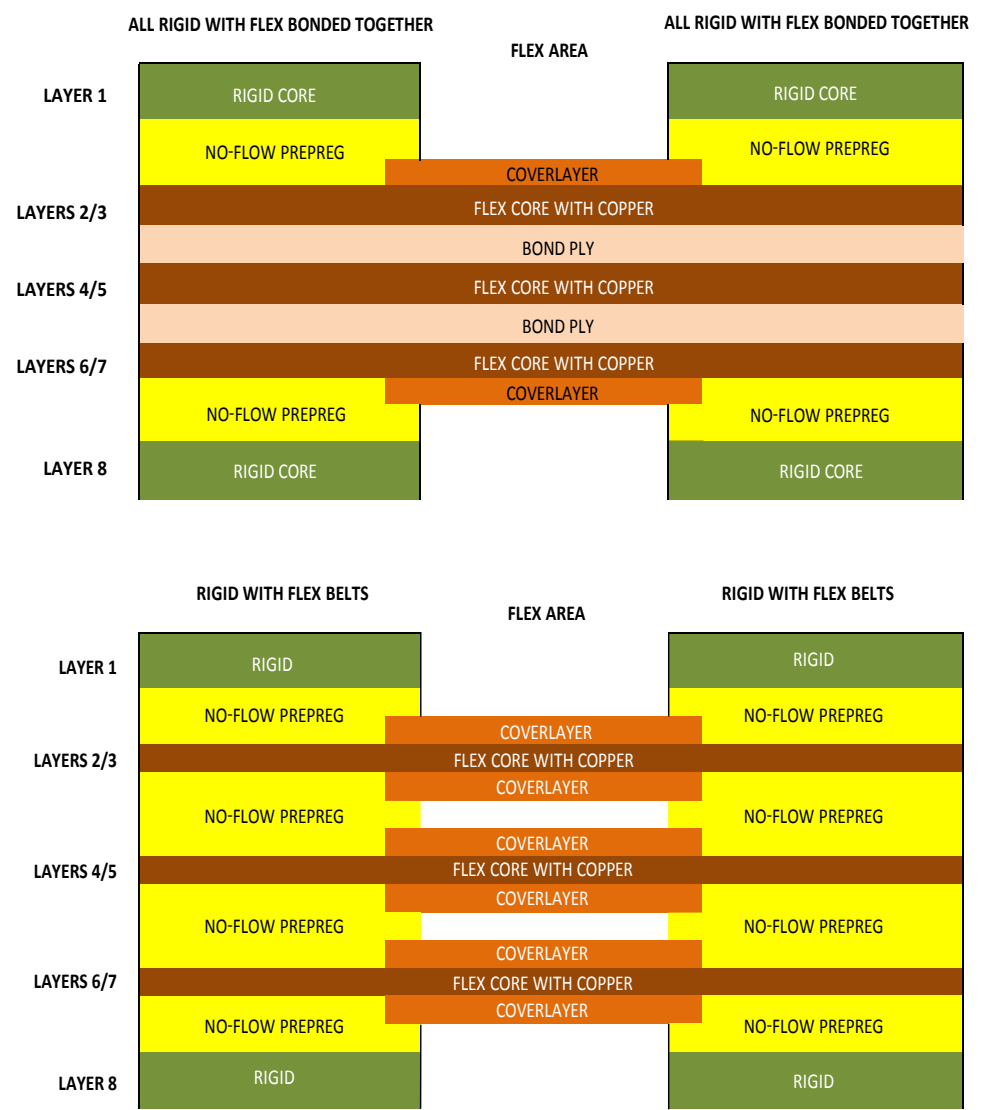 ALL RIGID WITH FLEX BONDED TOGETHER
ALL RIGID WITH FLEX BONDED TOGETHER
FLEX AREA
LAYER 1
RIGID CORE
RIGID CORE
NO-FLOW PREPREG
NO-FLOW PREPREG
COVERLAYER
LAYERS 2/3
FLEX CORE WITH COPPER
BOND PLY
LAYERS 4/5
FLEX CORE WITH COPPER
BOND PLY
LAYERS 6/7
FLEX CORE WITH COPPER
COVERLAYER
NO-FLOW PREPREG
NO-FLOW PREPREG
LAYER 8
RIGID CORE
RIGID CORE
RIGID WITH FLEX BELTS
RIGID WITH FLEX BELTS
FLEX AREA
LAYER 1
RIGID
RIGID
NO-FLOW PREPREG
NO-FLOW PREPREG
COVERLAYER
LAYERS 2/3
FLEX CORE WITH COPPER
COVERLAYER
NO-FLOW PREPREG
NO-FLOW PREPREG
COVERLAYER
LAYERS 4/5
FLEX CORE WITH COPPER
COVERLAYER
NO-FLOW PREPREG
NO-FLOW PREPREG
COVERLAYER
LAYERS 6/7
FLEX CORE WITH COPPER
COVERLAYER
NO-FLOW PREPREG
NO-FLOW PREPREG
LAYER 8
RIGID
RIGID